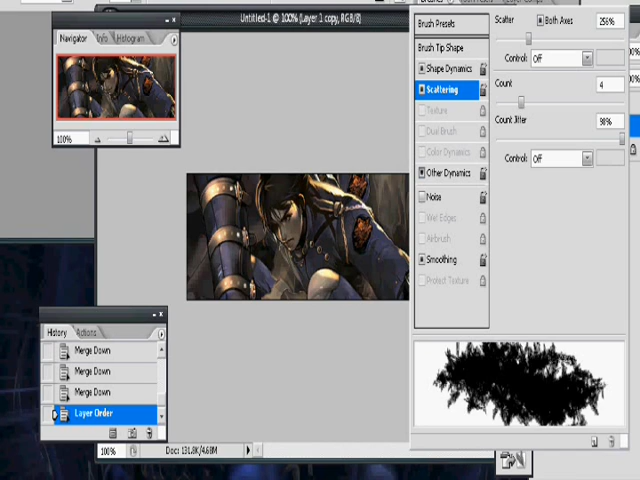 Untitled-1 @ 100% (Layer 1 copy, RGB/8)
Navigator Info Histogram
100%
Brush Presets
Brush Tip Shape
Shape Dynamics
Scattering
Texture
Dual Brush
Color Dynamics
Other Dynamics
Noise
Wet Edges
Airbrush
Smoothing
Protect Texture
Scatter Both Axes 256%
Control: Off
Count 4
Count Jitter 98%
Control: Off
History Actions
Merge Down
Merge Down
Merge Down
Layer Order
100% Doc: 131.8K/4.68M